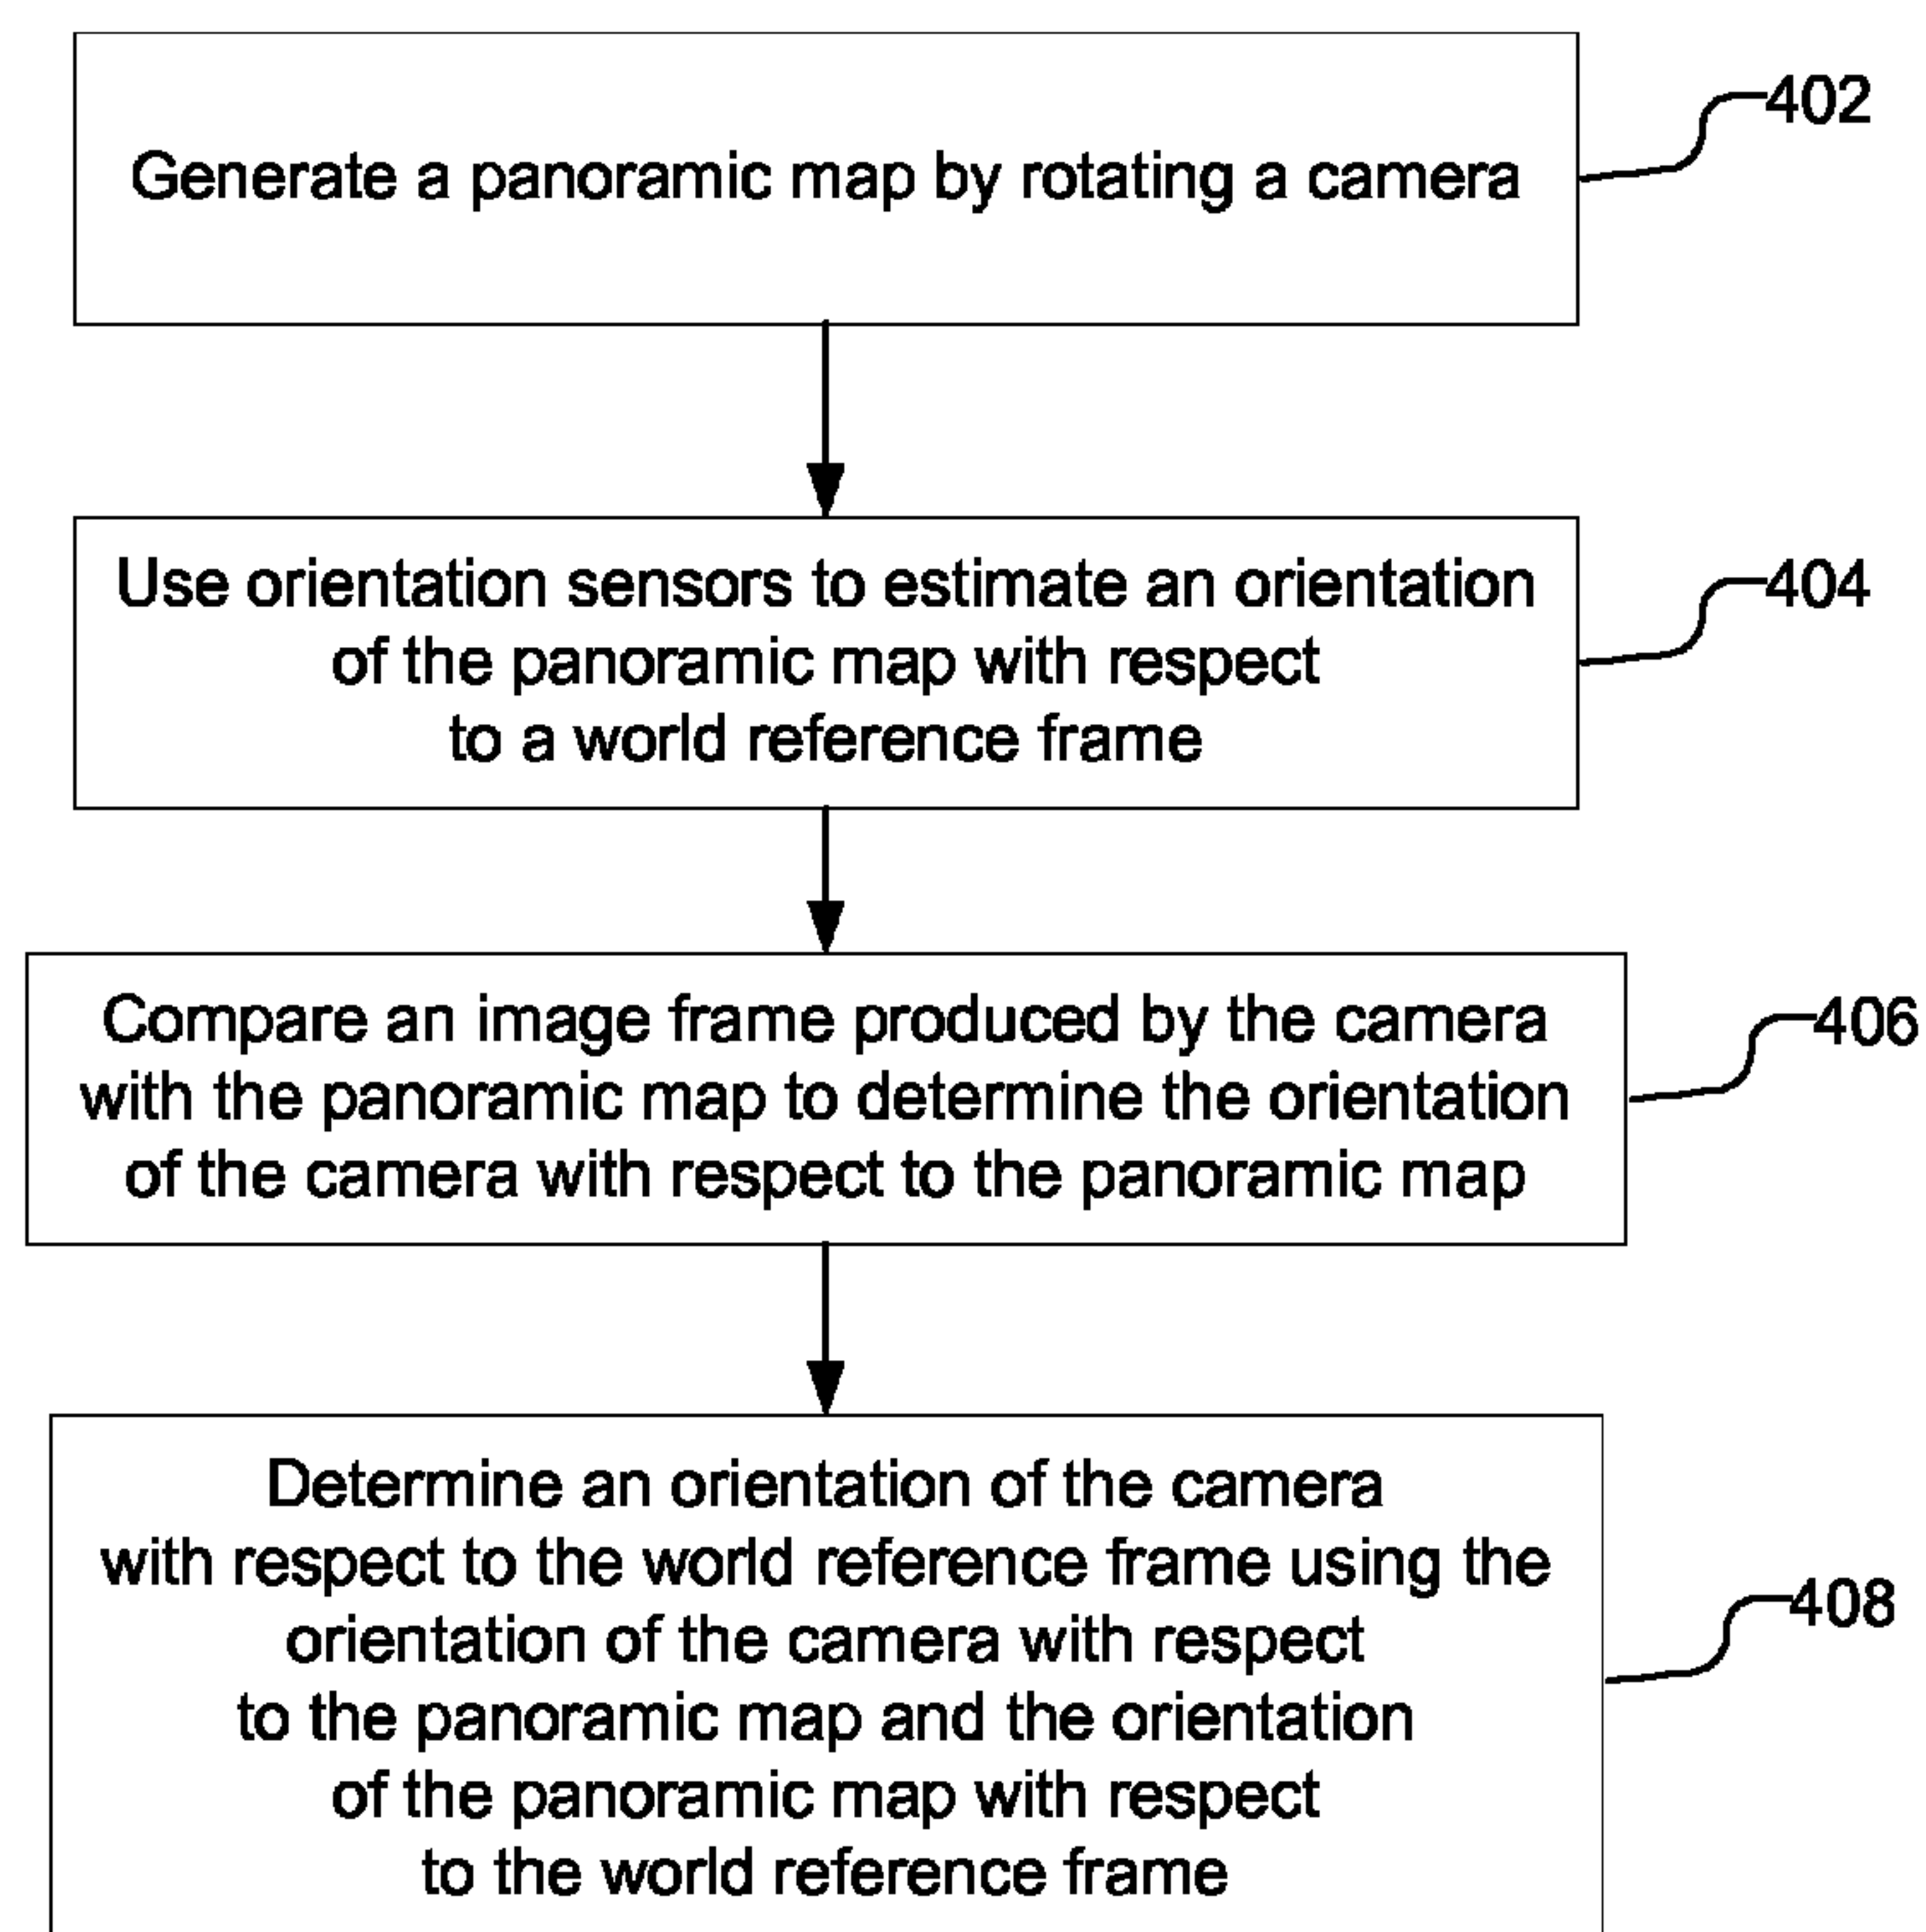 Generate a panoramic map by rotating a camera
402
Use orientation sensors to estimate an orientation
of the panoramic map with respect
to a world reference frame
404
Compare an image frame produced by the camera
with the panoramic map to determine the orientation
of the camera with respect to the panoramic map
406
Determine an orientation of the camera
with respect to the world reference frame using the
orientation of the camera with respect
to the panoramic map and the orientation
of the panoramic map with respect
to the world reference frame
408